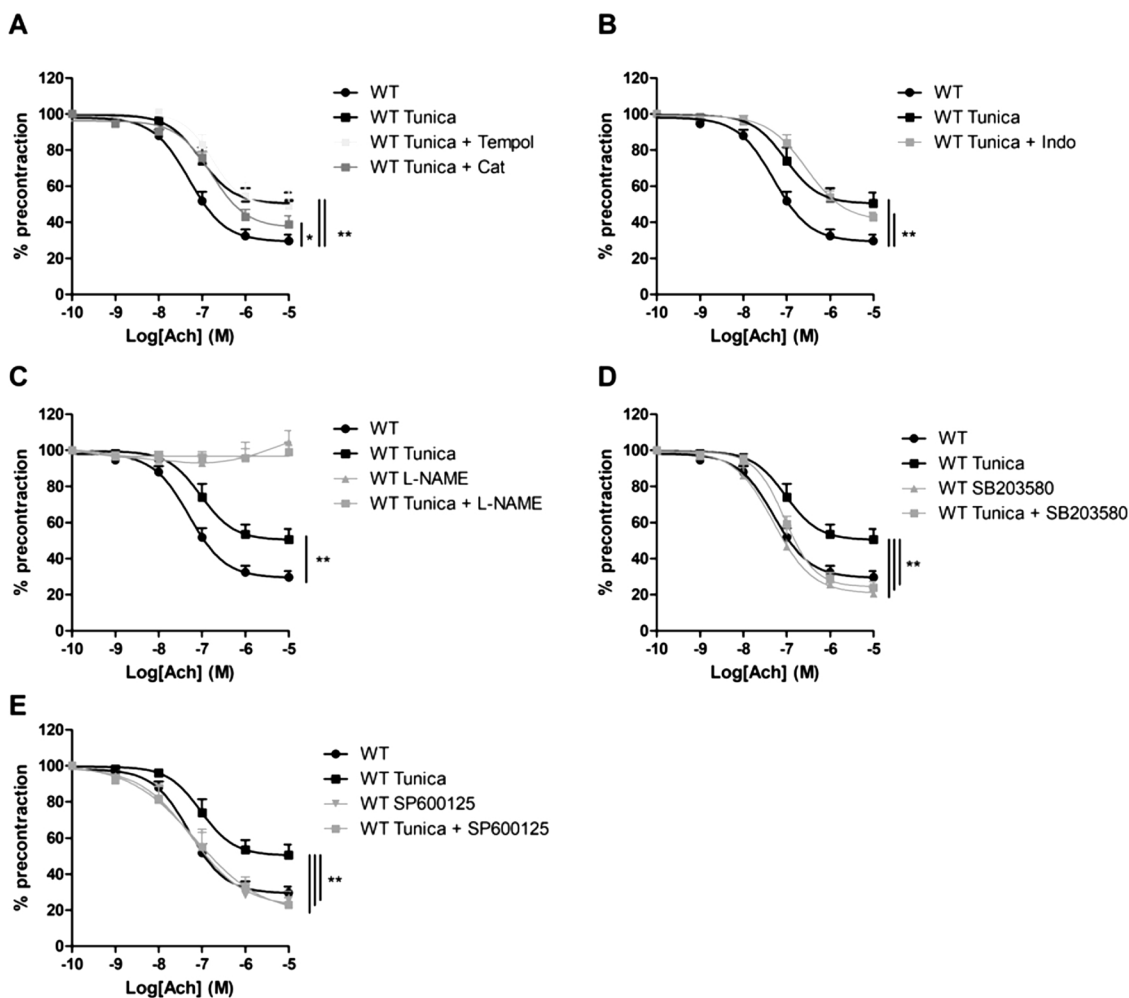 A
120
100
80
60
40
20
0
% precontraction
-10 -9 -8 -7 -6 -5
Log[Ach] (M)
WT
WT Tunica
WT Tunica + Tempol
WT Tunica + Cat
*
**
B
120
100
80
60
40
20
0
% precontraction
-10 -9 -8 -7 -6 -5
Log[Ach] (M)
WT
WT Tunica
WT Tunica + Indo
**
C
120
100
80
60
40
20
0
% precontraction
-10 -9 -8 -7 -6 -5
Log[Ach] (M)
WT
WT Tunica
WT L-NAME
WT Tunica + L-NAME
**
D
120
100
80
60
40
20
0
% precontraction
-10 -9 -8 -7 -6 -5
Log[Ach] (M)
WT
WT Tunica
WT SB203580
WT Tunica + SB203580
**
E
120
100
80
60
40
20
0
% precontraction
-10 -9 -8 -7 -6 -5
Log[Ach] (M)
WT
WT Tunica
WT SP600125
WT Tunica + SP600125
**